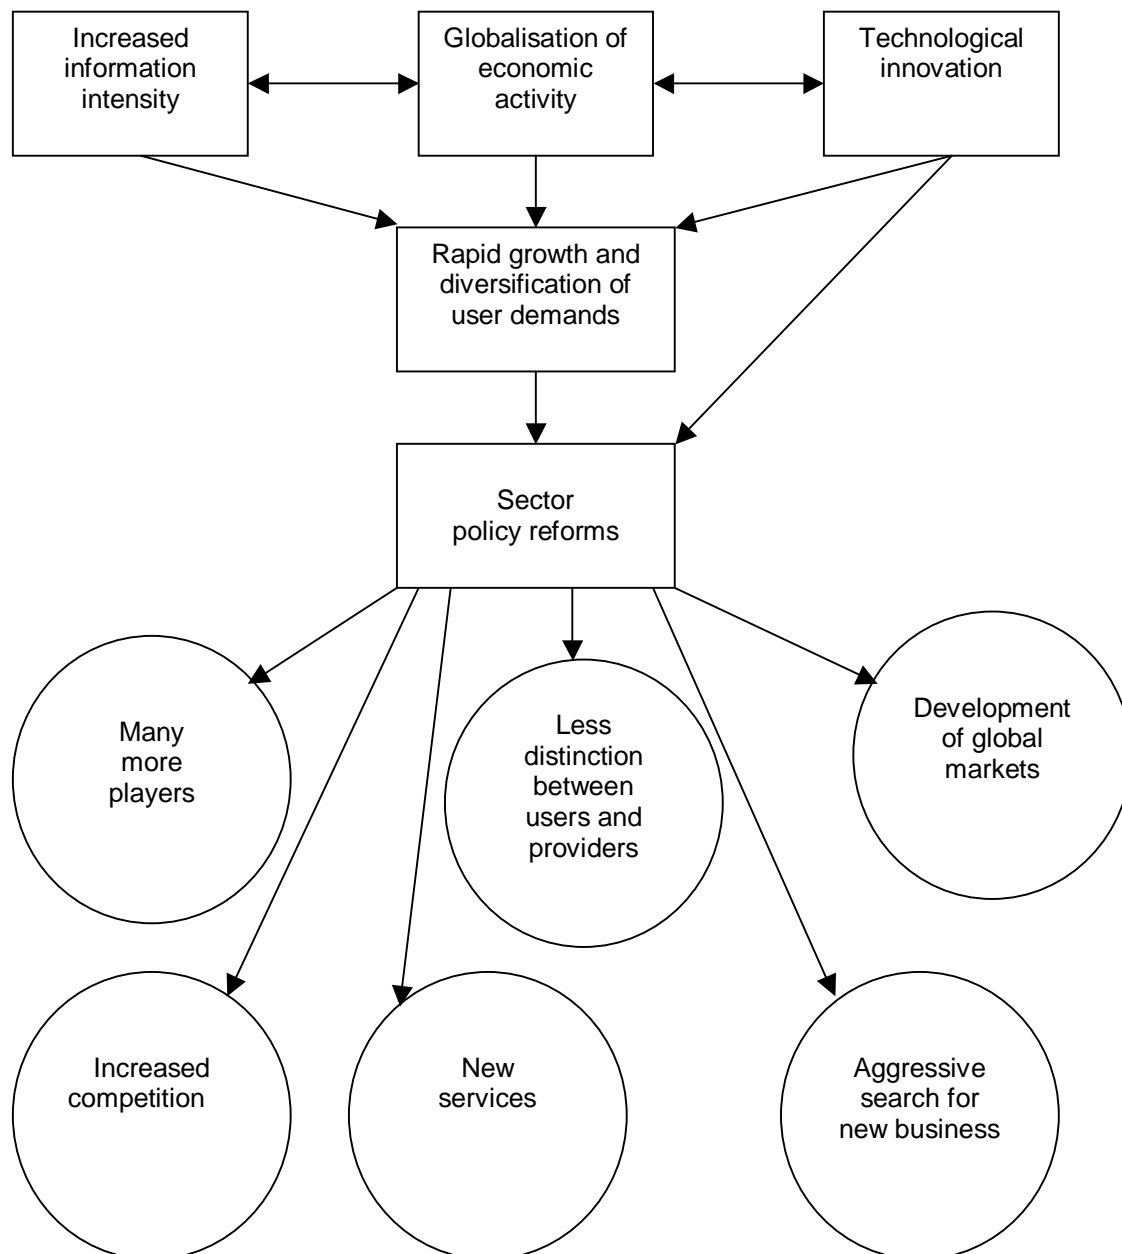 Increased
information
intensity
Globalisation of
economic
activity
Technological
innovation
Rapid growth and
diversification of
user demands
Sector
policy reforms
Many
more
players
Less
distinction
between
users and
providers
Development
of global
markets
Increased
competition
New
services
Aggressive
search for
new business